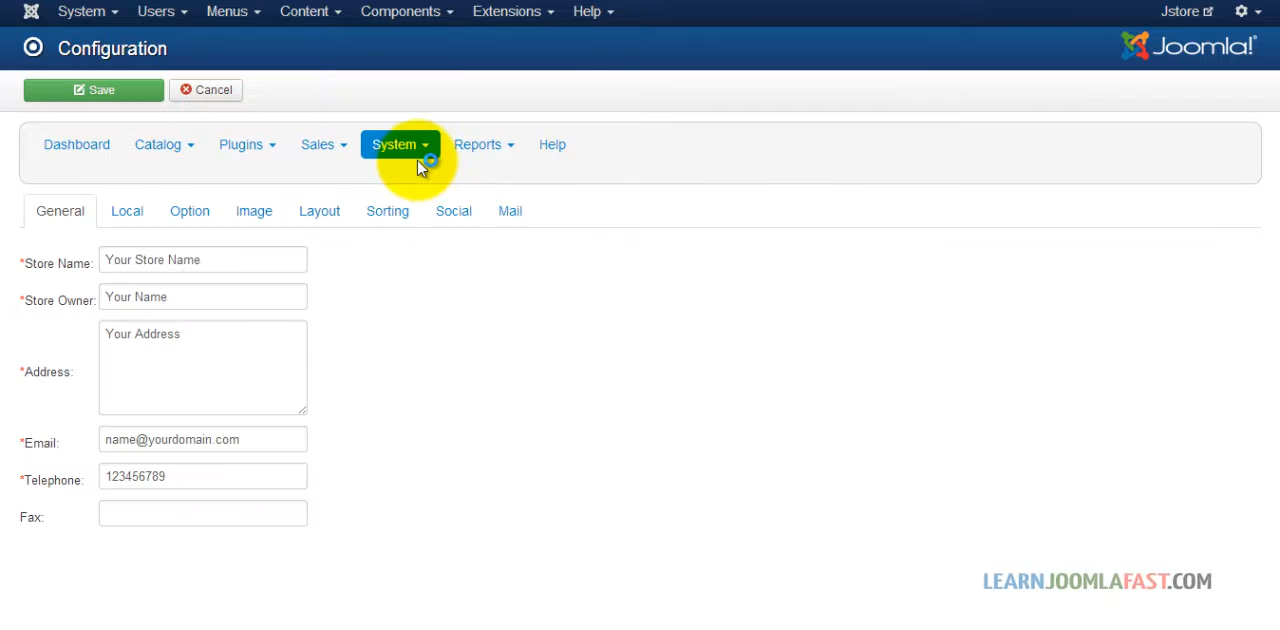 System Users Menus Content Components Extensions Help Jstore
Configuration Joomla!®
Save Cancel
Dashboard Catalog Plugins Sales System Reports Help
General Local Option Image Layout Sorting Social Mail
*Store Name: Your Store Name
*Store Owner: Your Name
Your Address
*Address:
*Email: name@yourdomain.com
*Telephone: 123456789
Fax:
LEARNJOOMLAFAST.COM